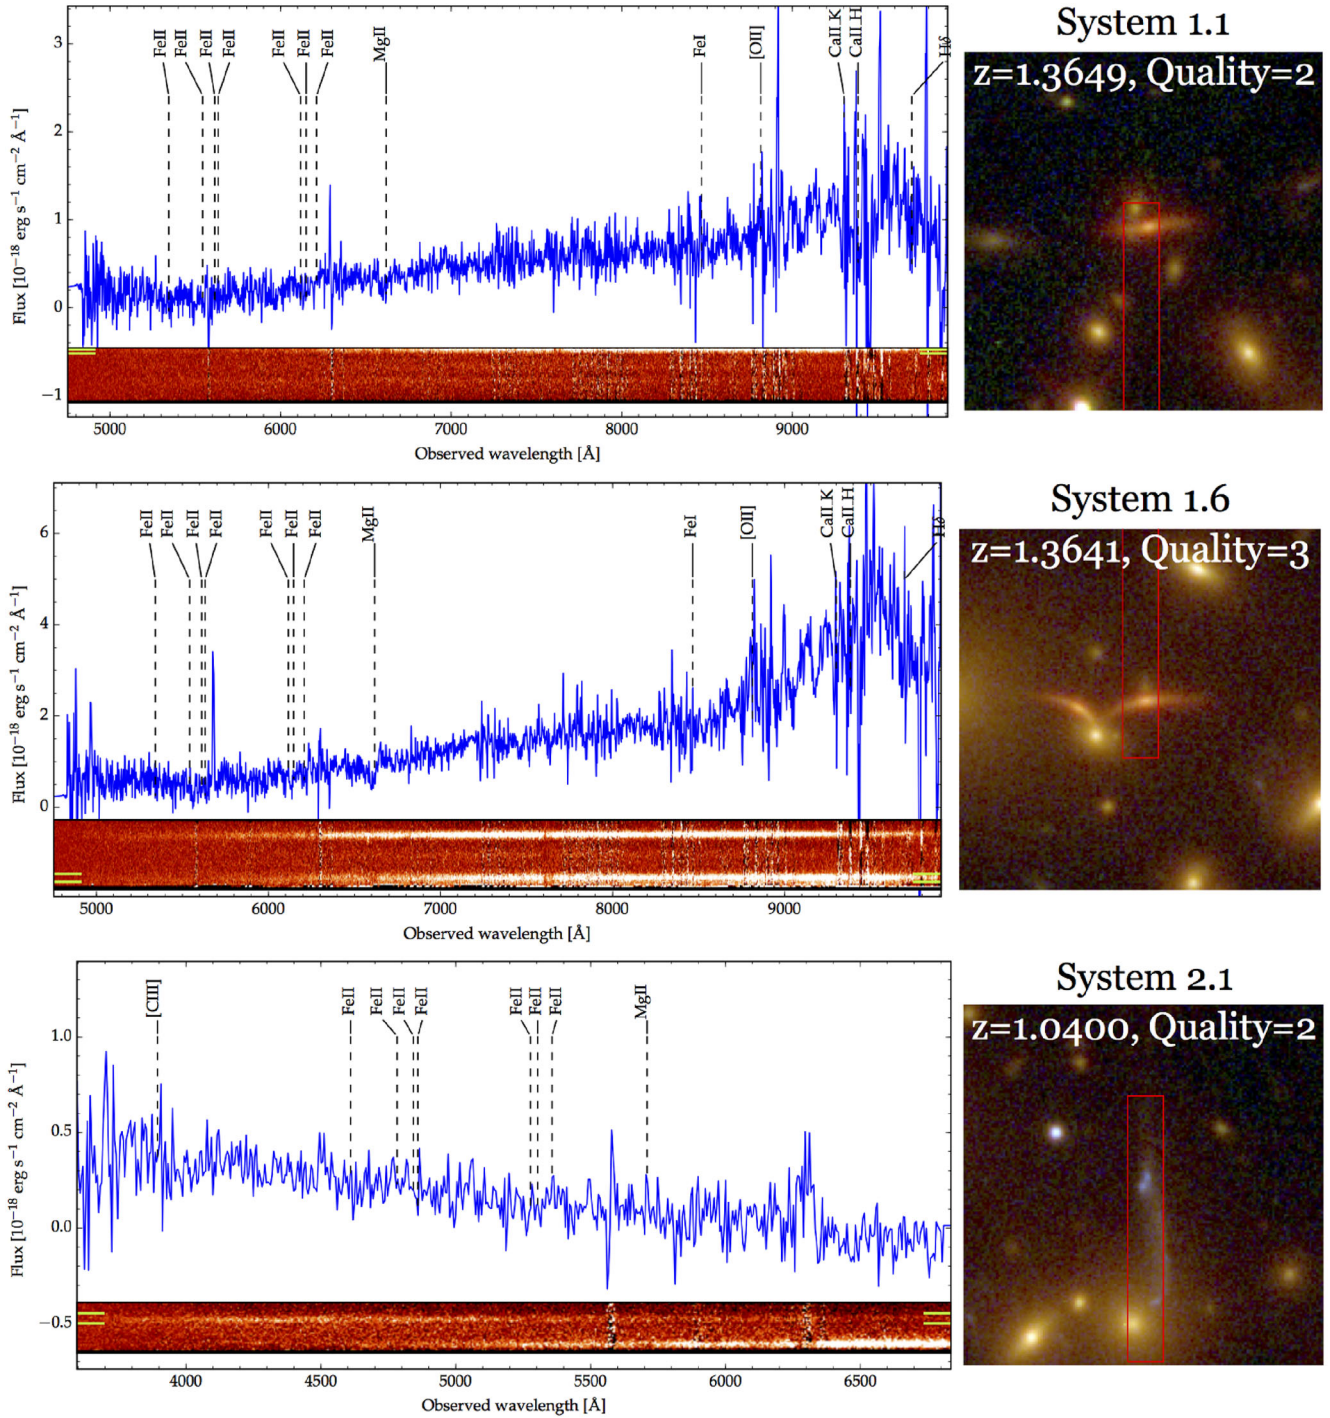 System 1.1
z=1.3649, Quality=2
FeII FeII FeII FeII FeII FeII FeII MgII FeI [OII] CaII.K CaII.H Hδ
3
2
1
0
−1
Flux [10⁻¹⁸ erg s⁻¹ cm⁻² Å⁻¹]
5000 6000 7000 8000 9000
Observed wavelength [Å]
System 1.6
z=1.3641, Quality=3
FeII FeII FeII FeII FeII FeII FeII MgII FeI [OII] CaII.K CaII.H Hδ
6
4
2
0
Flux [10⁻¹⁸ erg s⁻¹ cm⁻² Å⁻¹]
5000 6000 7000 8000 9000
Observed wavelength [Å]
System 2.1
z=1.0400, Quality=2
[CIII] FeII FeII FeII FeII FeII FeII FeII MgII
1.0
0.5
0.0
−0.5
Flux [10⁻¹⁸ erg s⁻¹ cm⁻² Å⁻¹]
4000 4500 5000 5500 6000 6500
Observed wavelength [Å]